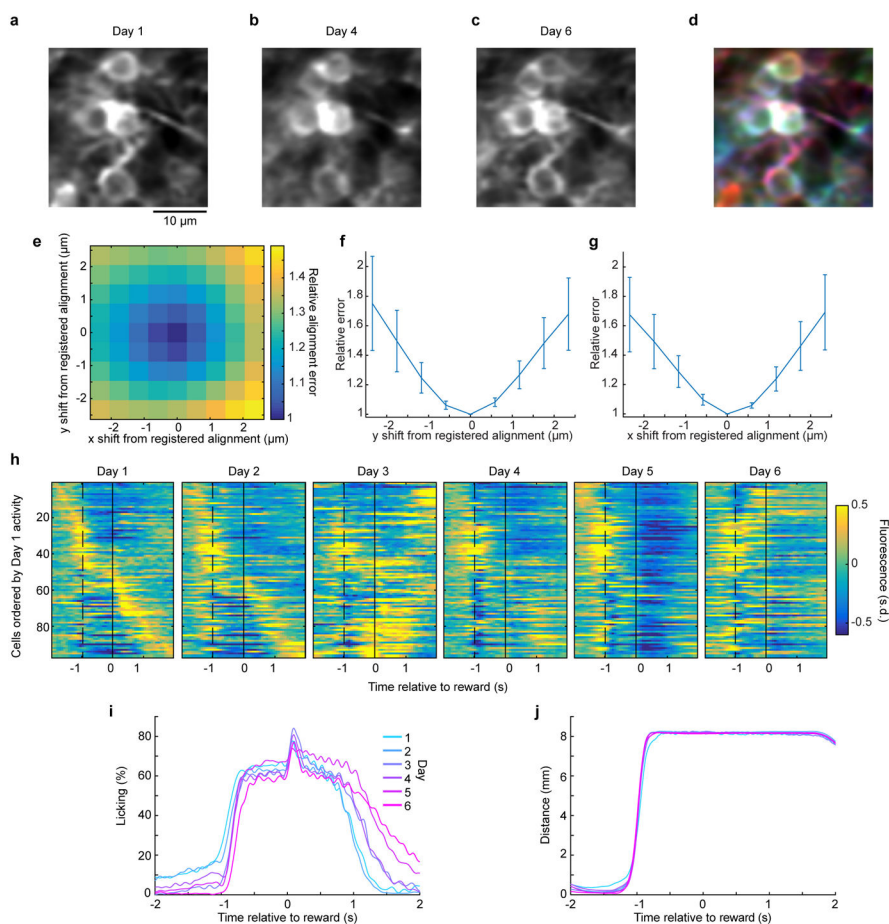 a
Day 1
b
Day 4
c
Day 6
d
10 µm
e
y shift from registered alignment (µm)
2
1
0
-1
-2
-2 -1 0 1 2
x shift from registered alignment (µm)
1.4
1.3
1.2
1.1
1
Relative alignment error
f
Relative error
2
1.8
1.6
1.4
1.2
1
-2 0 2
y shift from registered alignment (µm)
g
Relative error
2
1.8
1.6
1.4
1.2
1
-2 0 2
x shift from registered alignment (µm)
h
Day 1 Day 2 Day 3 Day 4 Day 5 Day 6
Cells ordered by Day 1 activity
20
40
60
80
-1 0 1 -1 0 1 -1 0 1 -1 0 1 -1 0 1 -1 0 1
Time relative to reward (s)
0.5
0
-0.5
Fluorescence (s.d.)
i
Licking (%)
80
60
40
20
0
-2 -1 0 1 2
Time relative to reward (s)
1
2
3
4
5
6
Day
j
Distance (mm)
8
6
4
2
0
-2 -1 0 1 2
Time relative to reward (s)